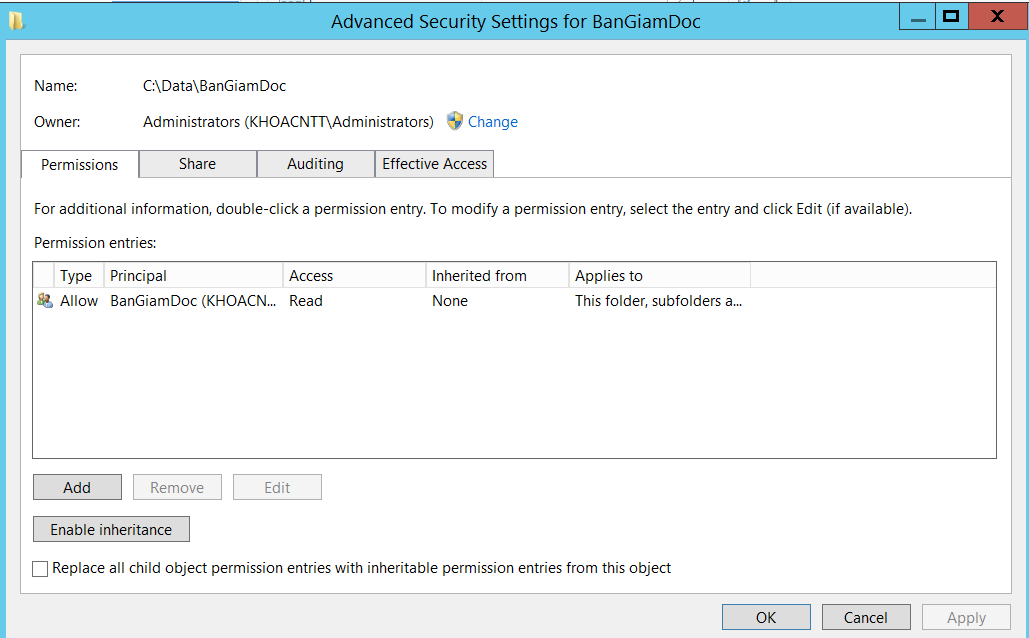 Advanced Security Settings for BanGiamDoc
Name: C:\Data\BanGiamDoc
Owner: Administrators (KHOACNTT\Administrators) Change
Permissions Share Auditing Effective Access
For additional information, double-click a permission entry. To modify a permission entry, select the entry and click Edit (if available).
Permission entries:
Type Principal Access Inherited from Applies to
Allow BanGiamDoc (KHOACN... Read None This folder, subfolders a...
Add Remove Edit
Enable inheritance
Replace all child object permission entries with inheritable permission entries from this object
OK Cancel Apply